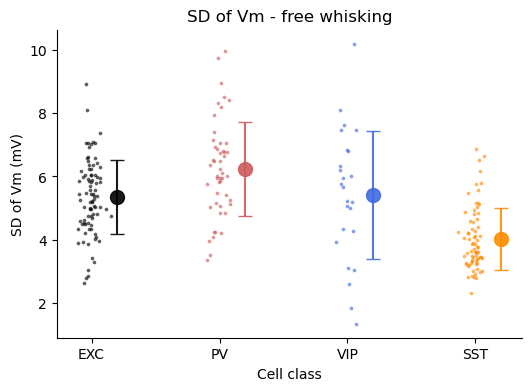 SD of Vm - free whisking
SD of Vm (mV)
10
8
6
4
2
EXC PV VIP SST
Cell class